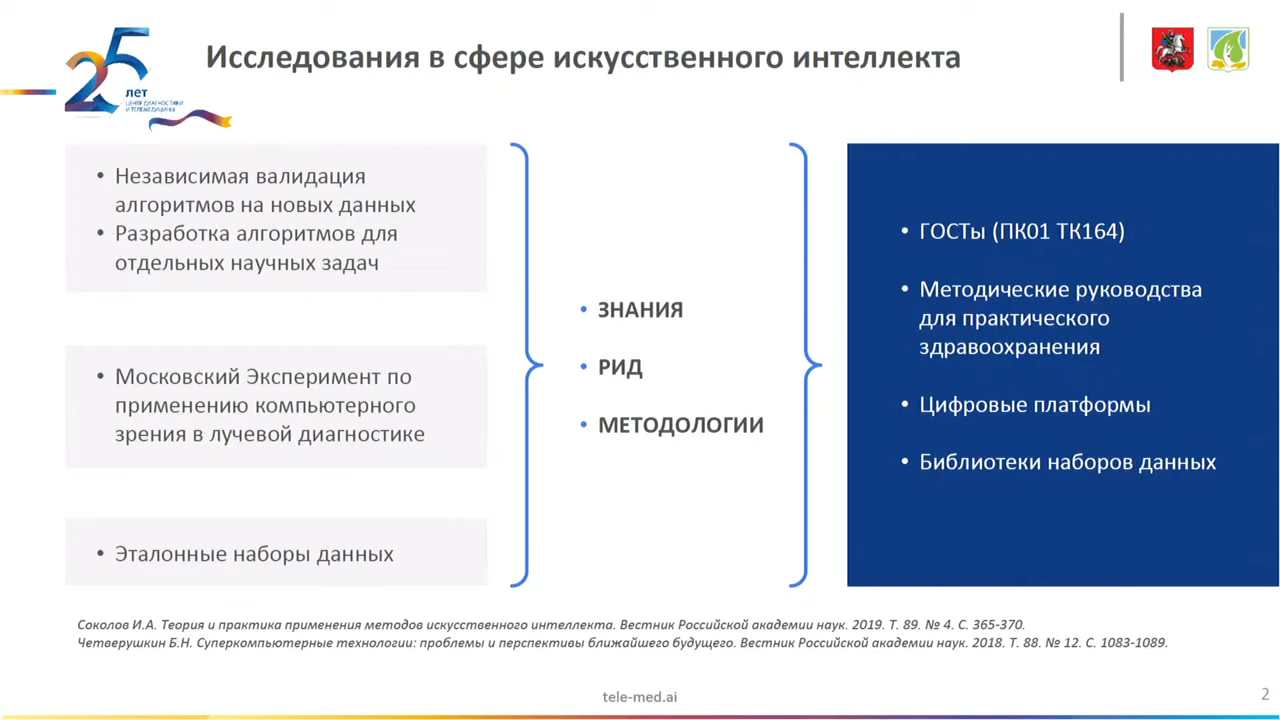 25
лет
ЦЕНТР ДИАГНОСТИКИ
И ТЕЛЕМЕДИЦИНЫ
Исследования в сфере искусственного интеллекта
• Независимая валидация
алгоритмов на новых данных
• Разработка алгоритмов для
отдельных научных задач
• Московский Эксперимент по
применению компьютерного
зрения в лучевой диагностике
• Эталонные наборы данных
• ЗНАНИЯ
• РИД
• МЕТОДОЛОГИИ
• ГОСТы (ПК01 ТК164)
• Методические руководства
для практического
здравоохранения
• Цифровые платформы
• Библиотеки наборов данных
Соколов И.А. Теория и практика применения методов искусственного интеллекта. Вестник Российской академии наук. 2019. Т. 89. № 4. С. 365-370.
Четверушкин Б.Н. Суперкомпьютерные технологии: проблемы и перспективы ближайшего будущего. Вестник Российской академии наук. 2018. Т. 88. № 12. С. 1083-1089.
tele-med.ai
2